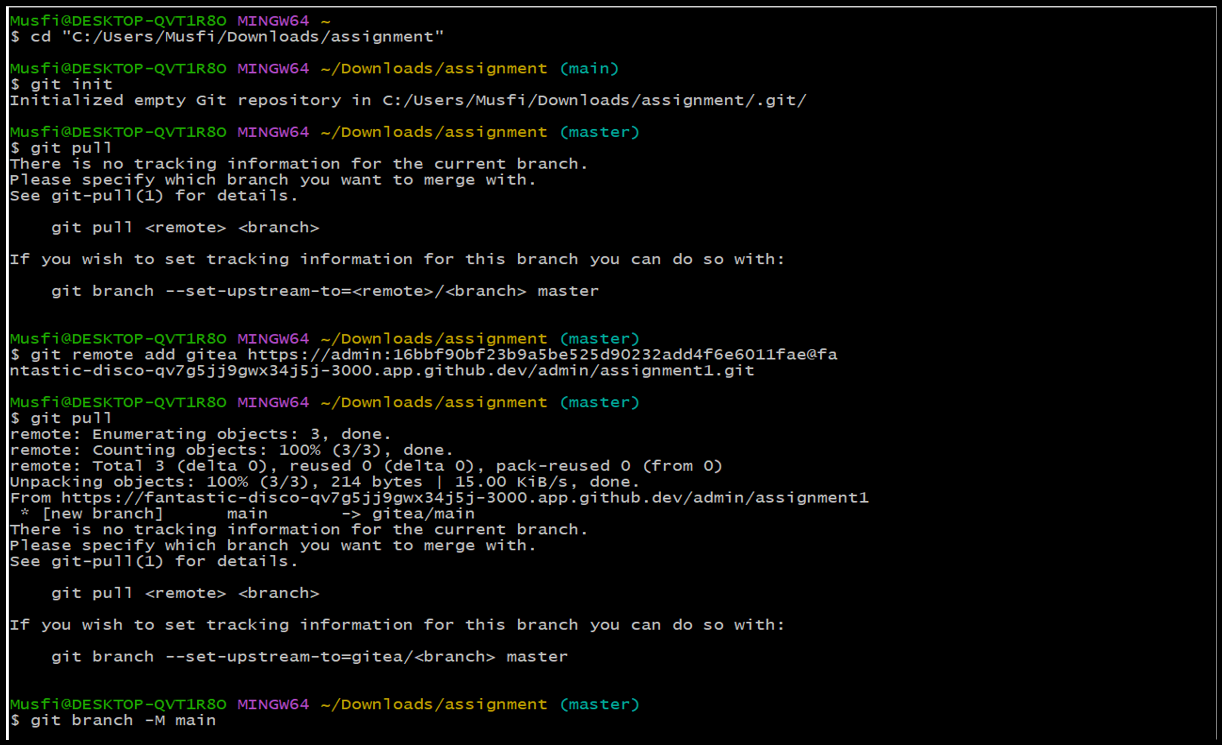 Musfi@DESKTOP-QVT1R8O MINGW64 ~
$ cd "C:/Users/Musfi/Downloads/assignment"
Musfi@DESKTOP-QVT1R8O MINGW64 ~/Downloads/assignment (main)
$ git init
Initialized empty Git repository in C:/Users/Musfi/Downloads/assignment/.git/
Musfi@DESKTOP-QVT1R8O MINGW64 ~/Downloads/assignment (master)
$ git pull
There is no tracking information for the current branch.
Please specify which branch you want to merge with.
See git-pull(1) for details.
    git pull <remote> <branch>
If you wish to set tracking information for this branch you can do so with:
    git branch --set-upstream-to=<remote>/<branch> master
Musfi@DESKTOP-QVT1R8O MINGW64 ~/Downloads/assignment (master)
$ git remote add gitea https://admin:16bbf90bf23b9a5be525d90232add4f6e6011fae@fa
ntastic-disco-qv7g5jj9gwx34j5j-3000.app.github.dev/admin/assignment1.git
Musfi@DESKTOP-QVT1R8O MINGW64 ~/Downloads/assignment (master)
$ git pull
remote: Enumerating objects: 3, done.
remote: Counting objects: 100% (3/3), done.
remote: Total 3 (delta 0), reused 0 (delta 0), pack-reused 0 (from 0)
Unpacking objects: 100% (3/3), 214 bytes | 15.00 KiB/s, done.
From https://fantastic-disco-qv7g5jj9gwx34j5j-3000.app.github.dev/admin/assignment1
 * [new branch]      main       -> gitea/main
There is no tracking information for the current branch.
Please specify which branch you want to merge with.
See git-pull(1) for details.
    git pull <remote> <branch>
If you wish to set tracking information for this branch you can do so with:
    git branch --set-upstream-to=gitea/<branch> master
Musfi@DESKTOP-QVT1R8O MINGW64 ~/Downloads/assignment (master)
$ git branch -M main